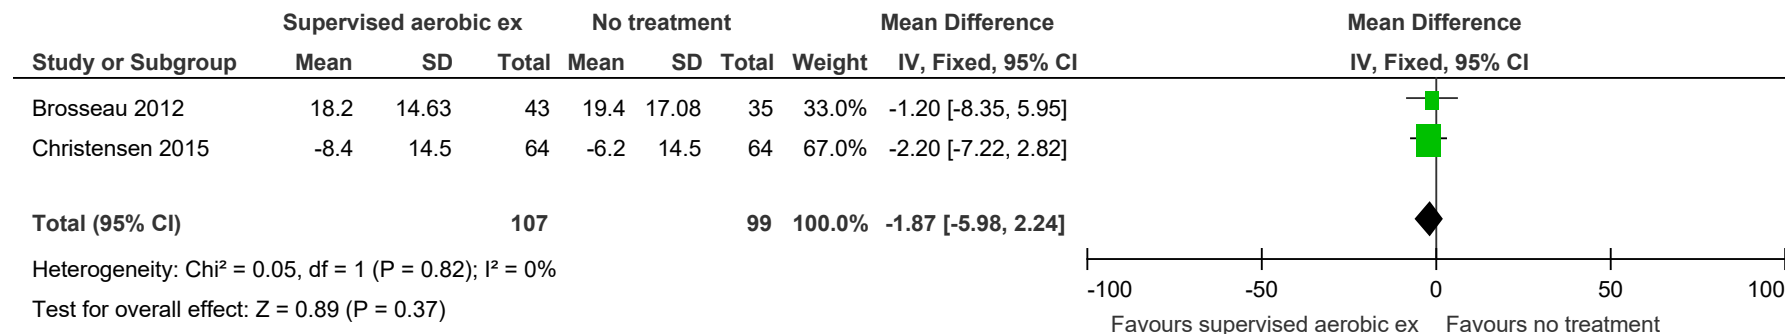 Supervised aerobic ex No treatment Mean Difference Mean Difference
Study or Subgroup Mean SD Total Mean SD Total Weight IV, Fixed, 95% CI IV, Fixed, 95% CI
Brosseau 2012 18.2 14.63 43 19.4 17.08 35 33.0% -1.20 [-8.35, 5.95]
Christensen 2015 -8.4 14.5 64 -6.2 14.5 64 67.0% -2.20 [-7.22, 2.82]
Total (95% CI) 107 99 100.0% -1.87 [-5.98, 2.24]
Heterogeneity: Chi² = 0.05, df = 1 (P = 0.82); I² = 0%
Test for overall effect: Z = 0.89 (P = 0.37)
-100 -50 0 50 100
Favours supervised aerobic ex Favours no treatment